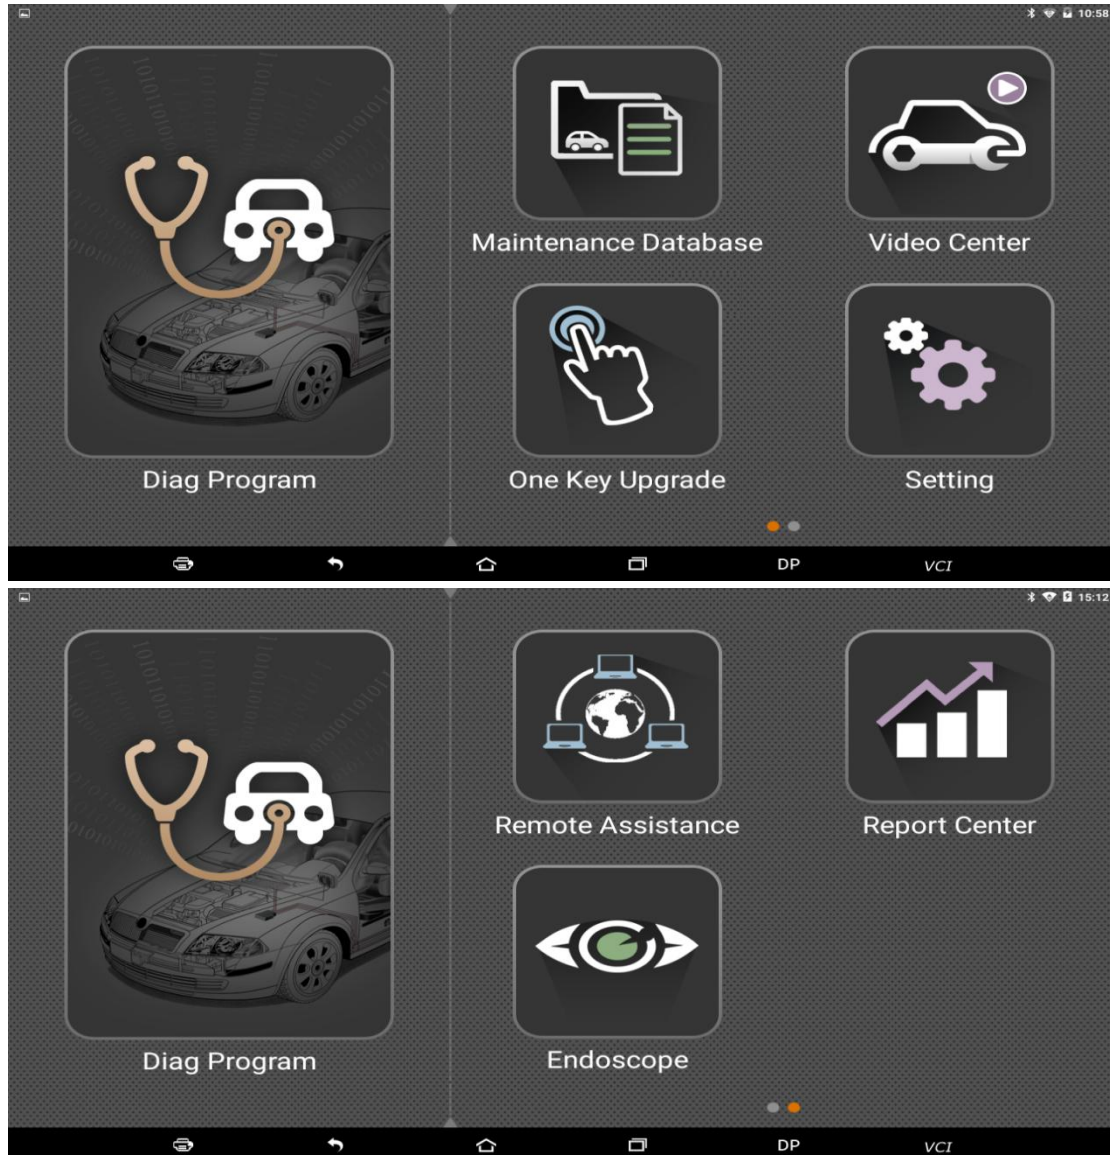 10:58
Maintenance Database
Video Center
Diag Program
One Key Upgrade
Setting
DP
VCI
15:12
Remote Assistance
Report Center
Diag Program
Endoscope
DP
VCI